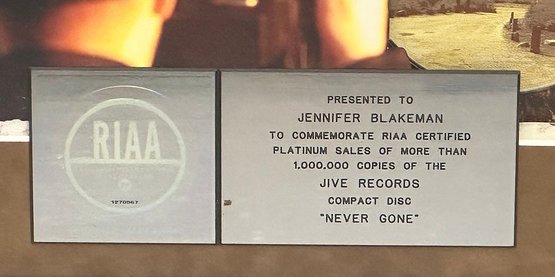 RIAA
1270967
PRESENTED TO
JENNIFER BLAKEMAN
TO COMMEMORATE RIAA CERTIFIED
PLATINUM SALES OF MORE THAN
1,000,000 COPIES OF THE
JIVE RECORDS
COMPACT DISC
"NEVER GONE"